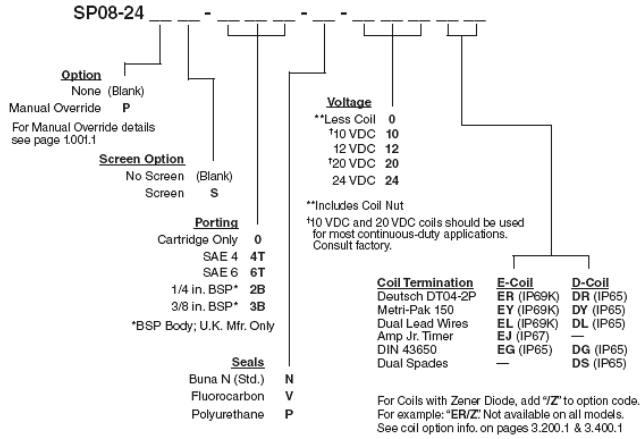 SP08-24 __ __ - __ __ __ - __ - __ __ __ __ __
Option
None (Blank)
Manual Override P
For Manual Override details
see page 1.001.1
Screen Option
No Screen (Blank)
Screen S
Porting
Cartridge Only 0
SAE 4 4T
SAE 6 6T
1/4 in. BSP* 2B
3/8 in. BSP* 3B
*BSP Body; U.K. Mfr. Only
Seals
Buna N (Std.) N
Fluorocarbon V
Polyurethane P
Voltage
**Less Coil 0
†10 VDC 10
12 VDC 12
†20 VDC 20
24 VDC 24
**Includes Coil Nut
†10 VDC and 20 VDC coils should be used
for most continuous-duty applications.
Consult factory.
Coil Termination E-Coil D-Coil
Deutsch DT04-2P ER (IP69K) DR (IP65)
Metri-Pak 150 EY (IP69K) DY (IP65)
Dual Lead Wires EL (IP69K) DL (IP65)
Amp Jr. Timer EJ (IP67) —
DIN 43650 EG (IP65) DG (IP65)
Dual Spades — DS (IP65)
For Coils with Zener Diode, add "/Z" to option code.
For example: "ER/Z." Not available on all models.
See coil option info. on pages 3.200.1 & 3.400.1